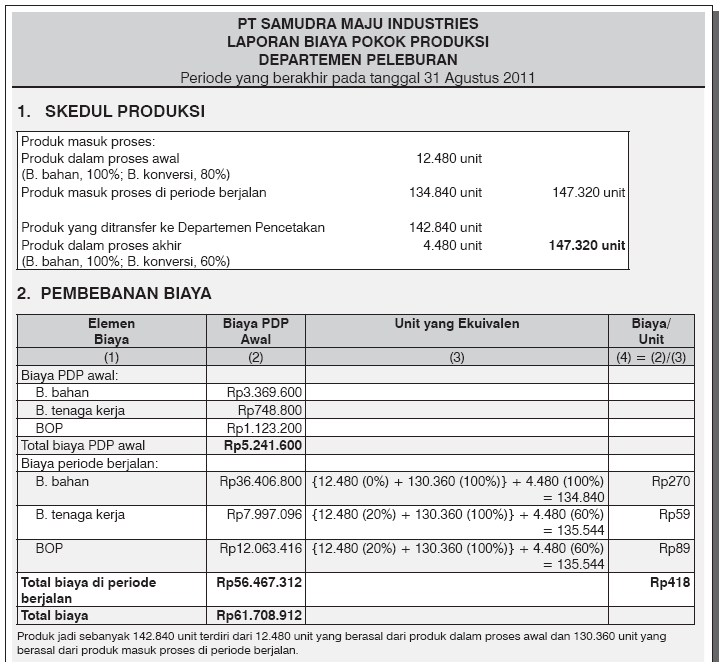 PT SAMUDRA MAJU INDUSTRIES
LAPORAN BIAYA POKOK PRODUKSI
DEPARTEMEN PELEBURAN
Periode yang berakhir pada tanggal 31 Agustus 2011
1. SKEDUL PRODUKSI
Produk masuk proses:
Produk dalam proses awal 12.480 unit
(B. bahan, 100%; B. konversi, 80%)
Produk masuk proses di periode berjalan 134.840 unit 147.320 unit
Produk yang ditransfer ke Departemen Pencetakan 142.840 unit
Produk dalam proses akhir 4.480 unit 147.320 unit
(B. bahan, 100%; B. konversi, 60%)
2. PEMBEBANAN BIAYA
Elemen Biaya PDP Unit yang Ekuivalen Biaya/
Biaya Awal Unit
(1) (2) (3) (4) = (2)/(3)
Biaya PDP awal:
B. bahan Rp3.369.600
B. tenaga kerja Rp748.800
BOP Rp1.123.200
Total biaya PDP awal Rp5.241.600
Biaya periode berjalan:
B. bahan Rp36.406.800 {12.480 (0%) + 130.360 (100%)} + 4.480 (100%) Rp270
= 134.840
B. tenaga kerja Rp7.997.096 {12.480 (20%) + 130.360 (100%)} + 4.480 (60%) Rp59
= 135.544
BOP Rp12.063.416 {12.480 (20%) + 130.360 (100%)} + 4.480 (60%) Rp89
= 135.544
Total biaya di periode Rp56.467.312 Rp418
berjalan
Total biaya Rp61.708.912
Produk jadi sebanyak 142.840 unit terdiri dari 12.480 unit yang berasal dari produk dalam proses awal dan 130.360 unit yang
berasal dari produk masuk proses di periode berjalan.